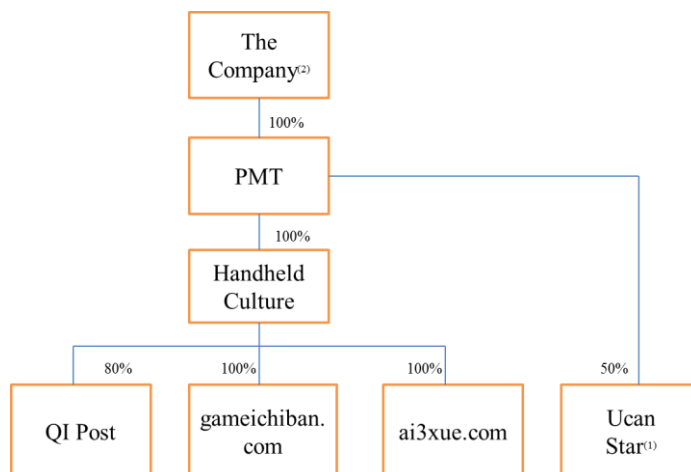 The
Company(2)
100%
PMT
100%
Handheld
Culture
80%
100%
100%
50%
QI Post
gameichiban.
com
ai3xue.com
Ucan
Star(1)